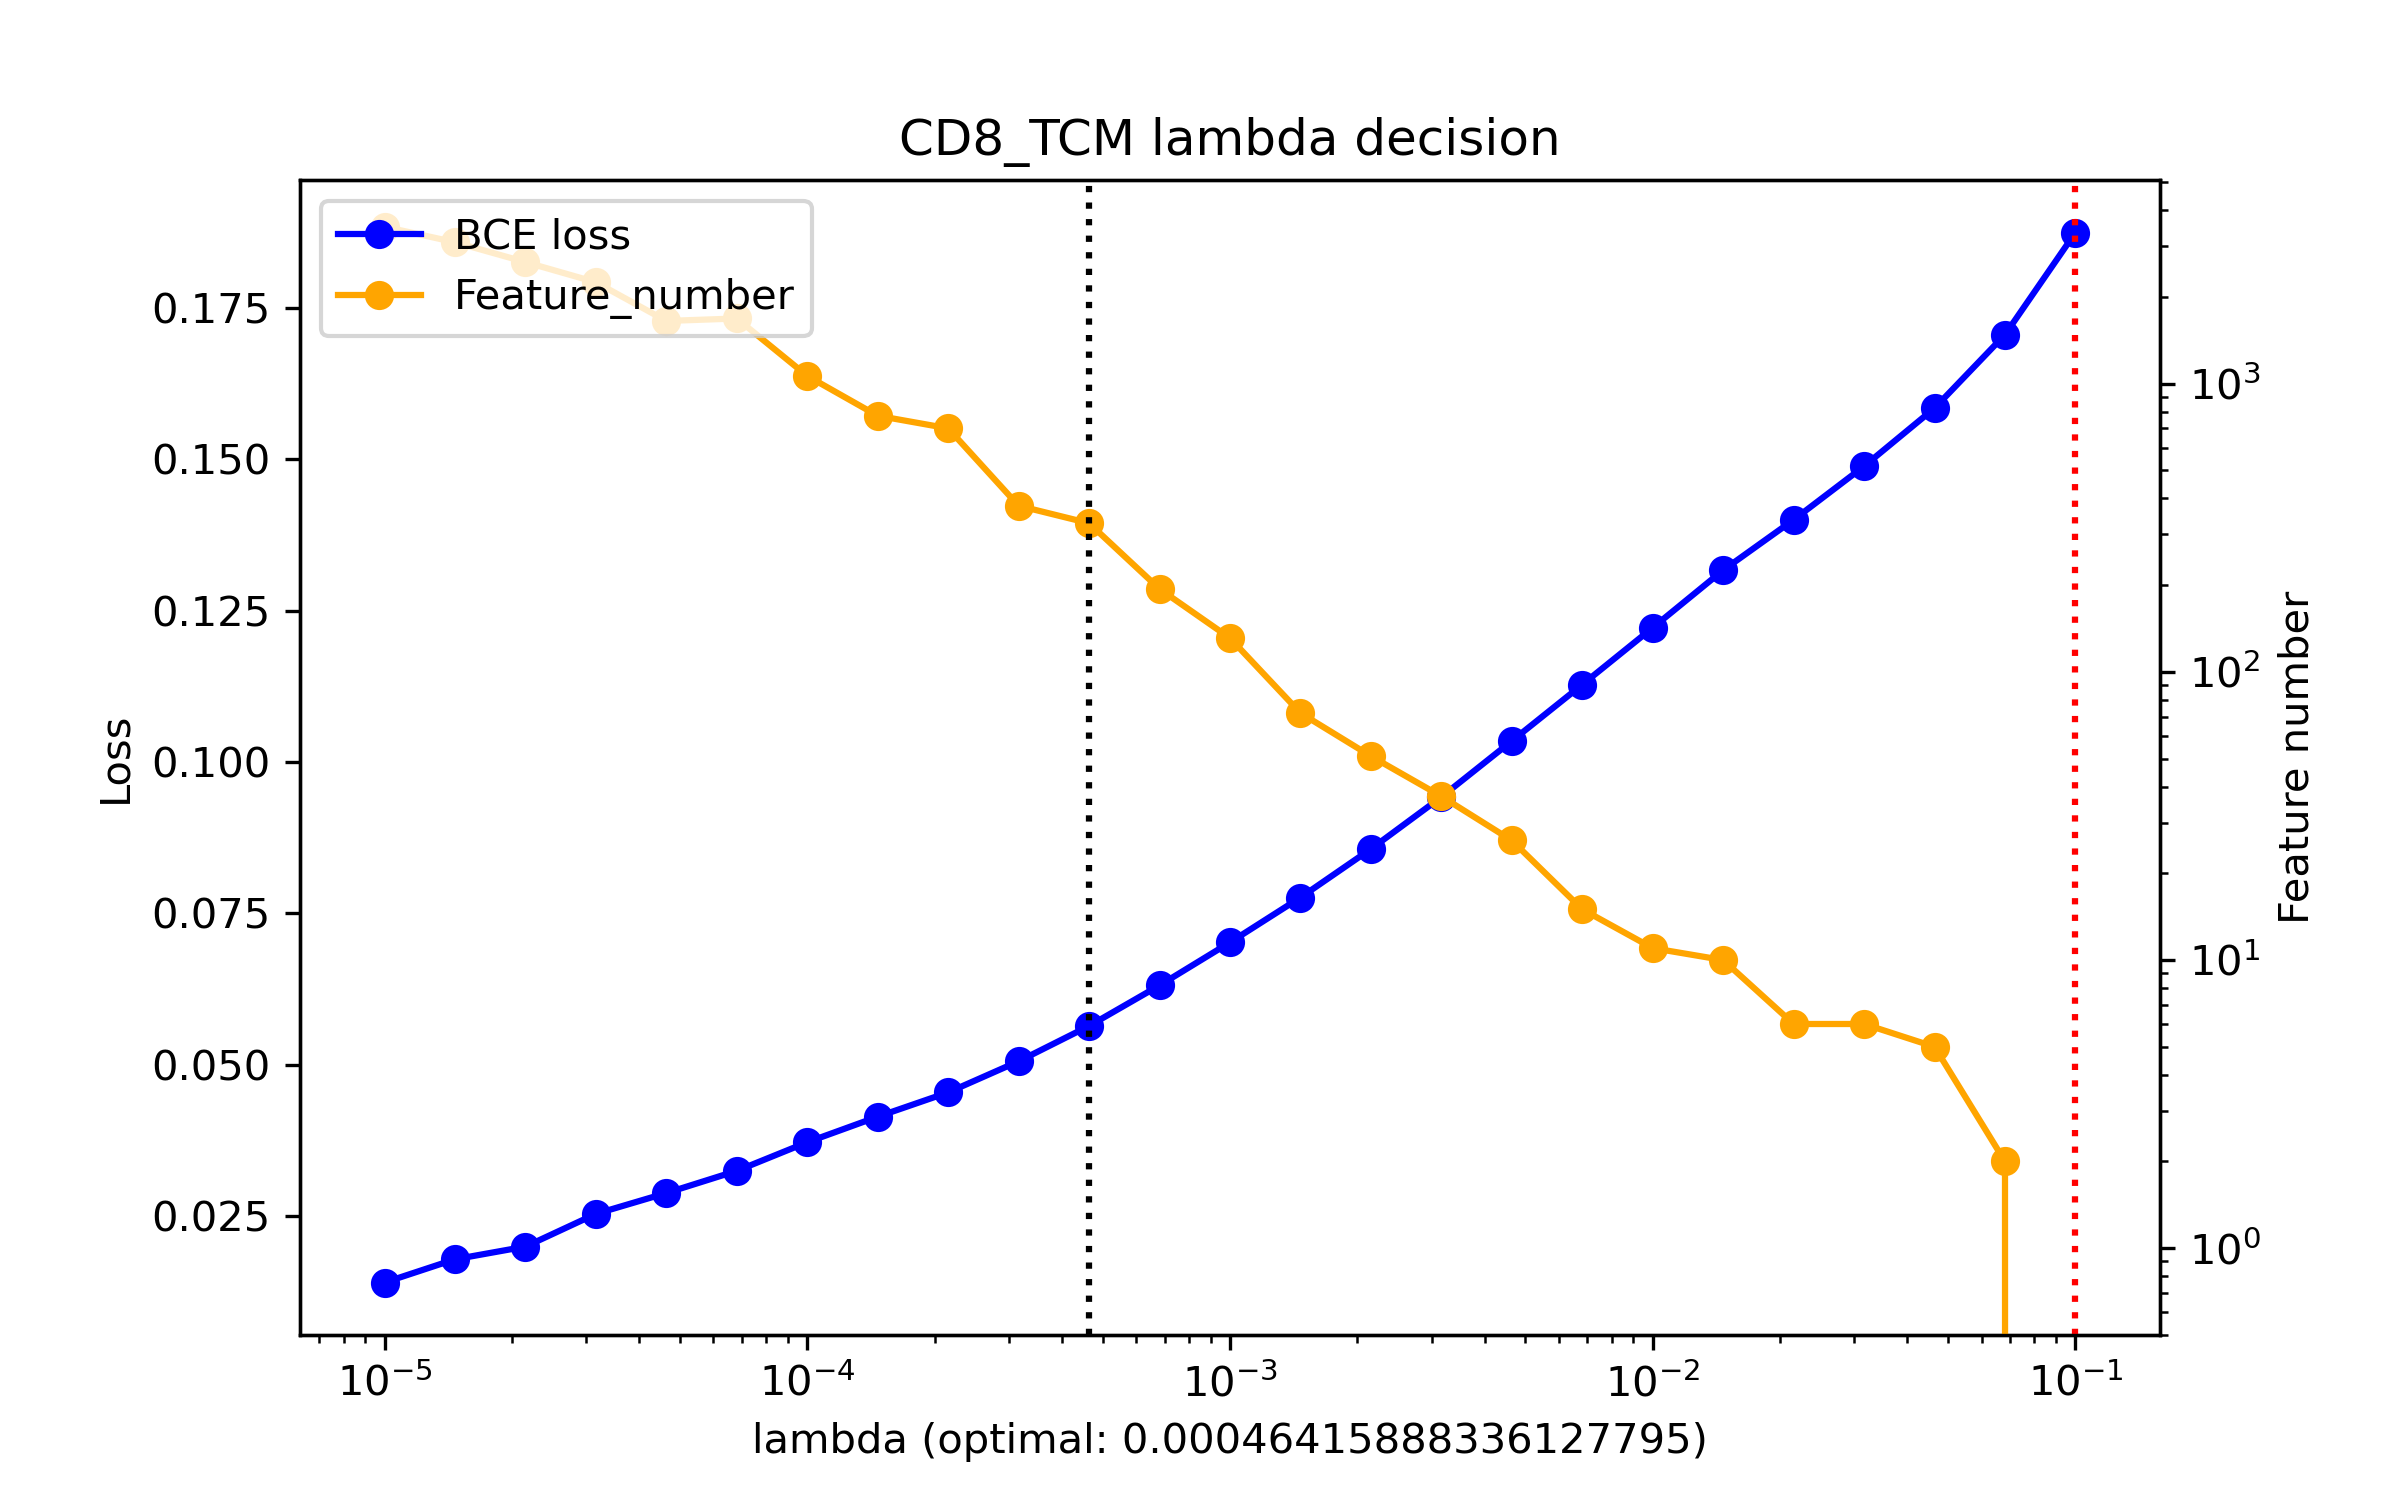 CD8_TCM lambda decision
BCE loss
Feature_number
0.175
0.150
0.125
0.100
0.075
0.050
0.025
Loss
10³
10²
10¹
10⁰
Feature number
10⁻⁵ 10⁻⁴ 10⁻³ 10⁻² 10⁻¹
lambda (optimal: 0.00046415888336127795)